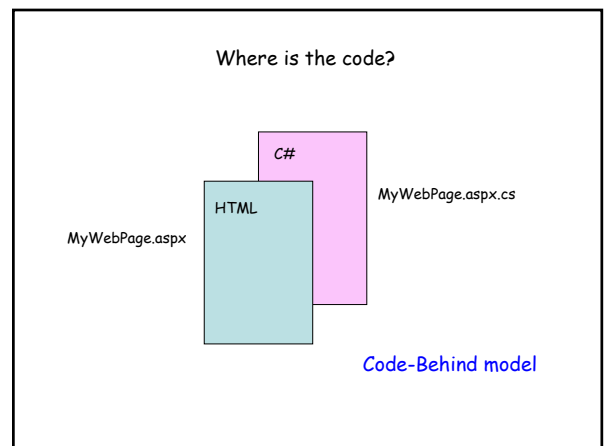 Where is the code?
C#
MyWebPage.aspx.cs
HTML
MyWebPage.aspx
Code-Behind model